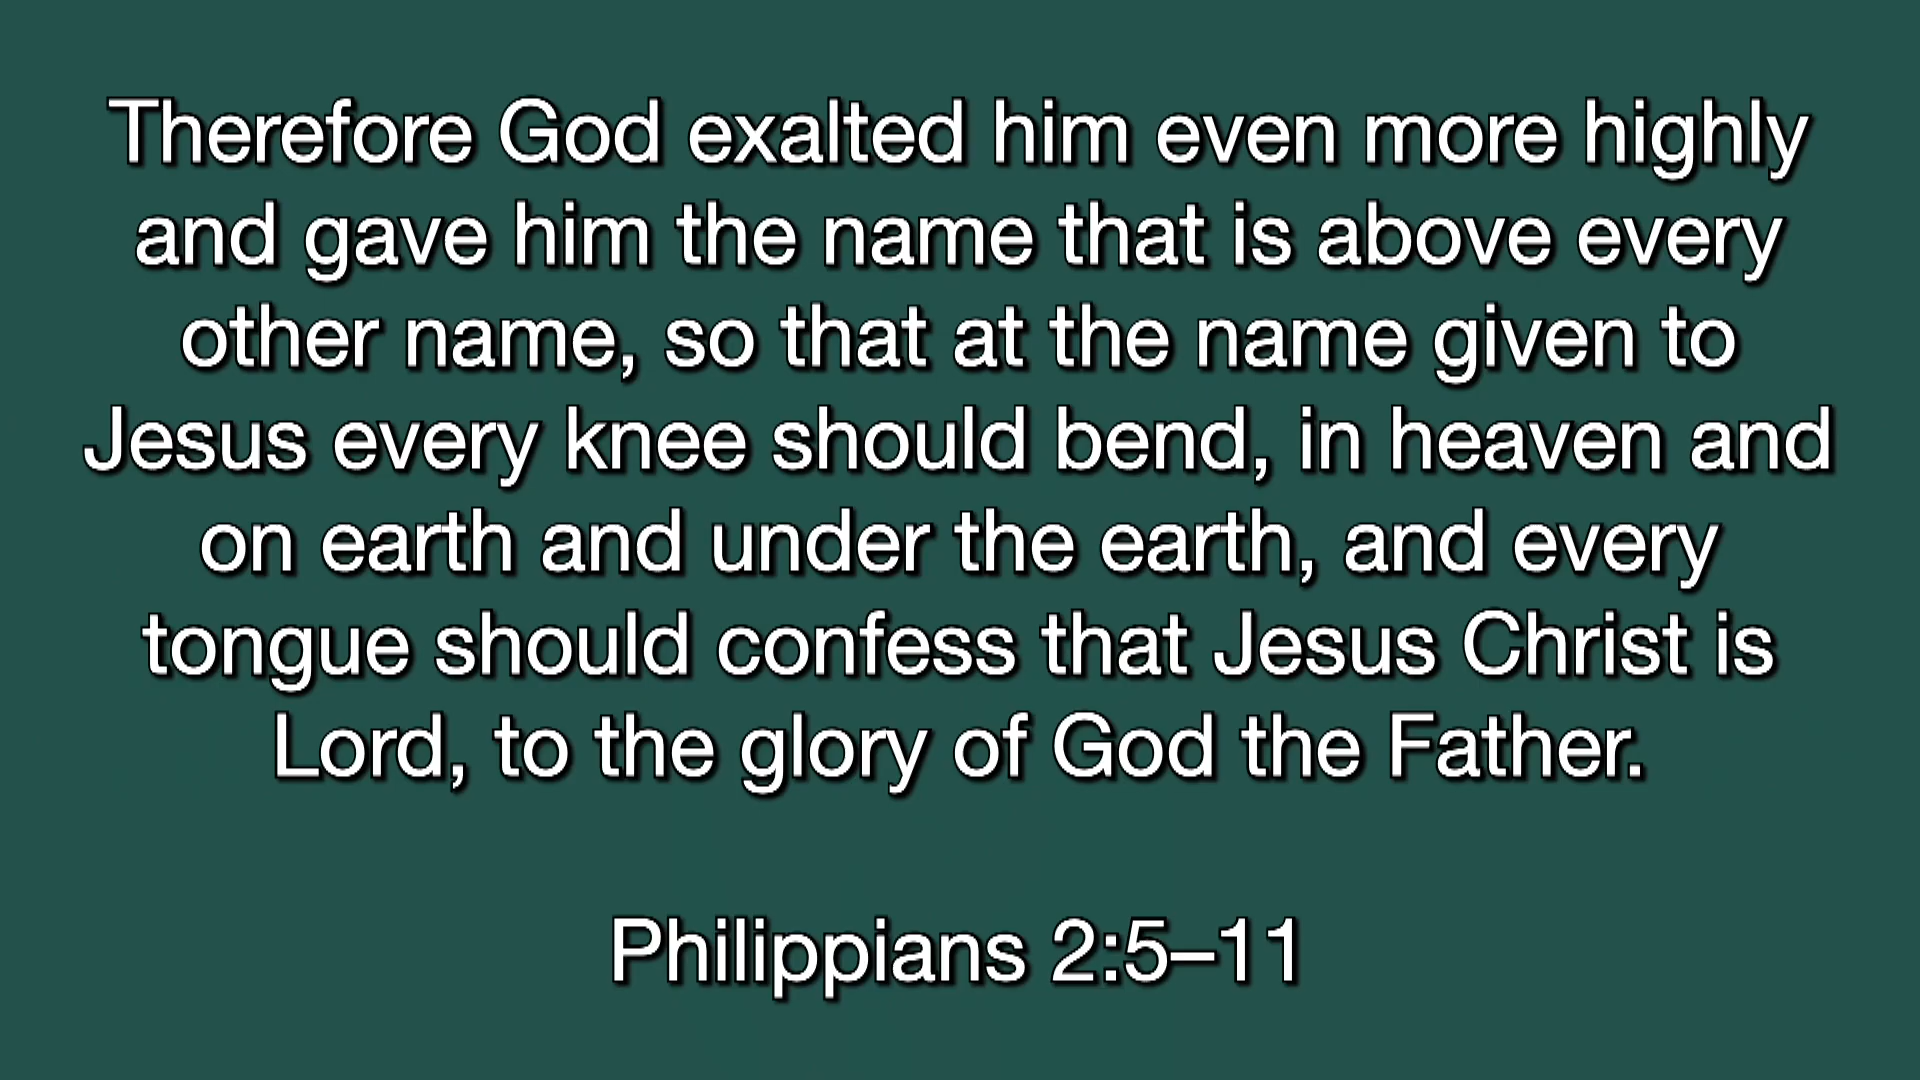 Therefore God exalted him even more highly
and gave him the name that is above every
other name, so that at the name given to
Jesus every knee should bend, in heaven and
on earth and under the earth, and every
tongue should confess that Jesus Christ is
Lord, to the glory of God the Father.
Philippians 2:5–11